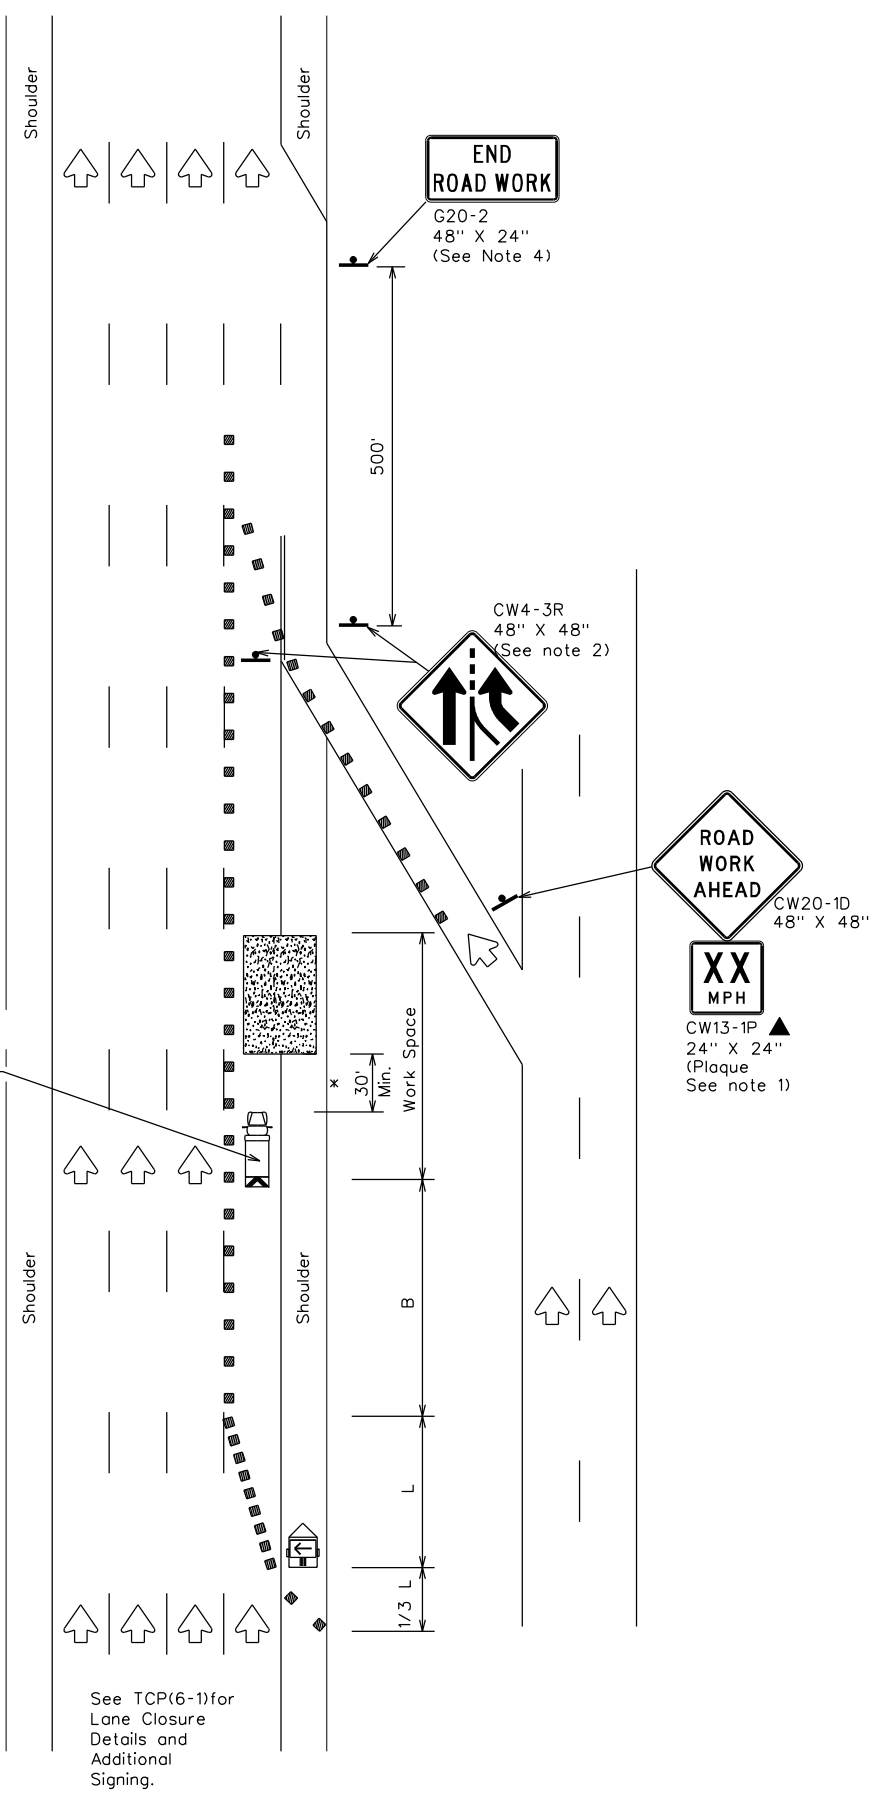 Shoulder
Shoulder
END
ROAD WORK
G20-2
48" X 24"
(See Note 4)
500'
CW4-3R
48" X 48"
(See note 2)
ROAD
WORK
AHEAD
CW20-1D
48" X 48"
XX
MPH
CW13-1P
24" X 24"
(Plaque
See note 1)
Work Space
*
30'
Min.
Shoulder
Shoulder
B
L
1/3 L
See TCP(6-1)for
Lane Closure
Details and
Additional
Signing.